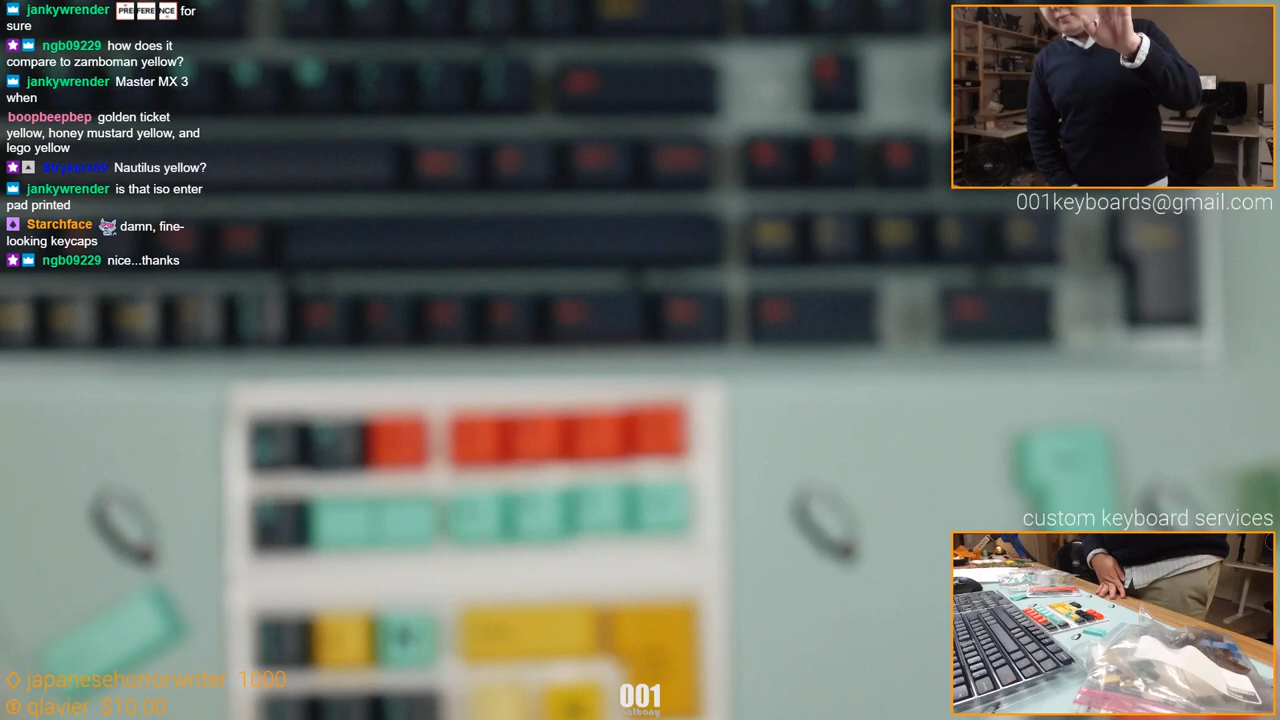 jankywrender PREFERENCE for
sure
ngb09229 how does it
compare to zamboman yellow?
jankywrender Master MX 3
when
boopbeepbep golden ticket
yellow, honey mustard yellow, and
lego yellow
Nautilus yellow?
jankywrender is that iso enter
pad printed
Starchface damn, fine-
looking keycaps
ngb09229 nice...thanks
001keyboards@gmail.com
custom keyboard services
japanesehorrorwriter 1000
qlavier $10.00
001